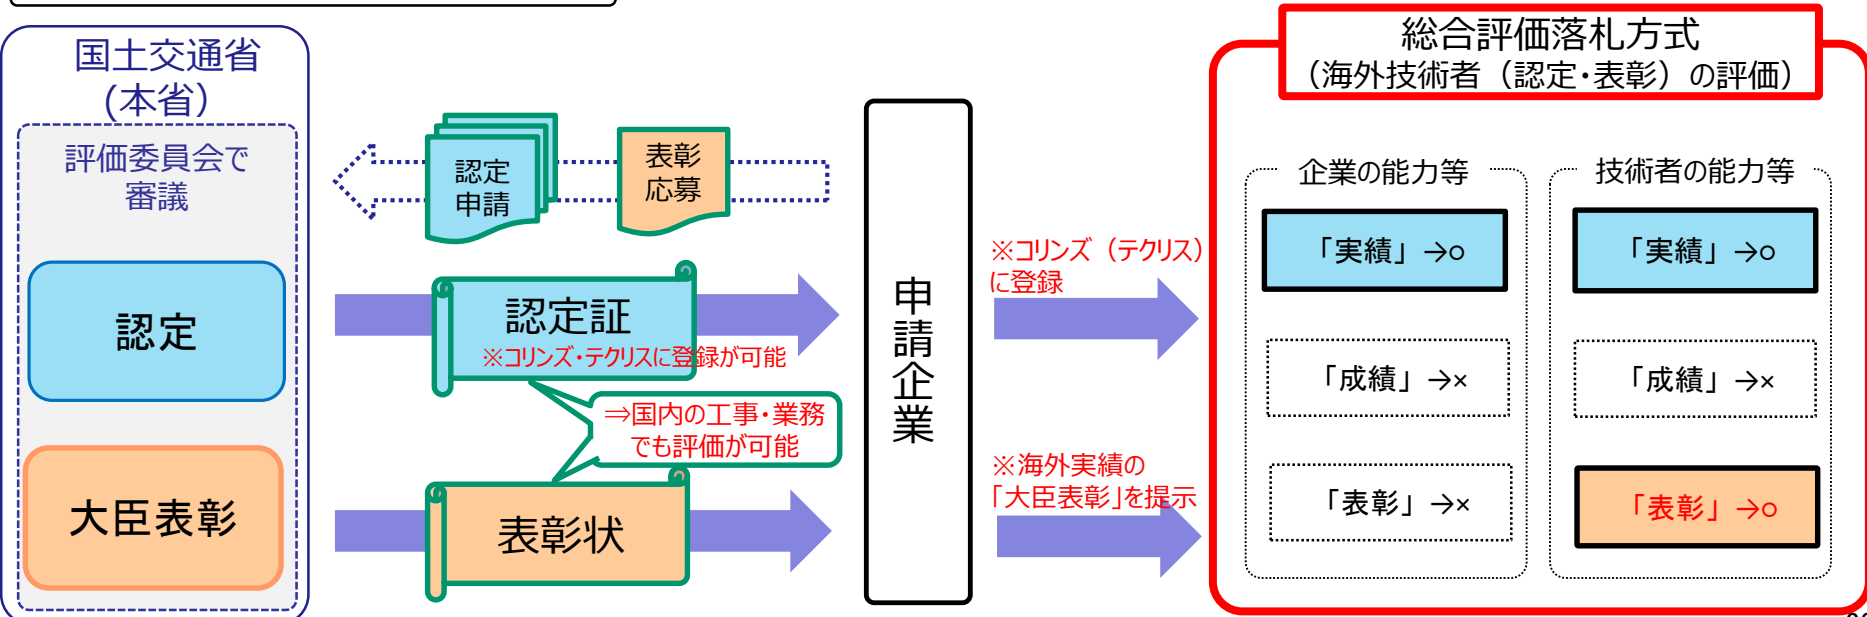 国土交通省
(本省)
評価委員会で
審議
認定
大臣表彰
認定
申請
表彰
応募
認定証
※コリンズ・テクリスに登録が可能
⇒国内の工事・業務
でも評価が可能
表彰状
申請企業
※コリンズ（テクリス）
に登録
※海外実績の
「大臣表彰」を提示
総合評価落札方式
（海外技術者（認定・表彰）の評価）
企業の能力等
「実績」→○
「成績」→×
「表彰」→×
技術者の能力等
「実績」→○
「成績」→×
「表彰」→○